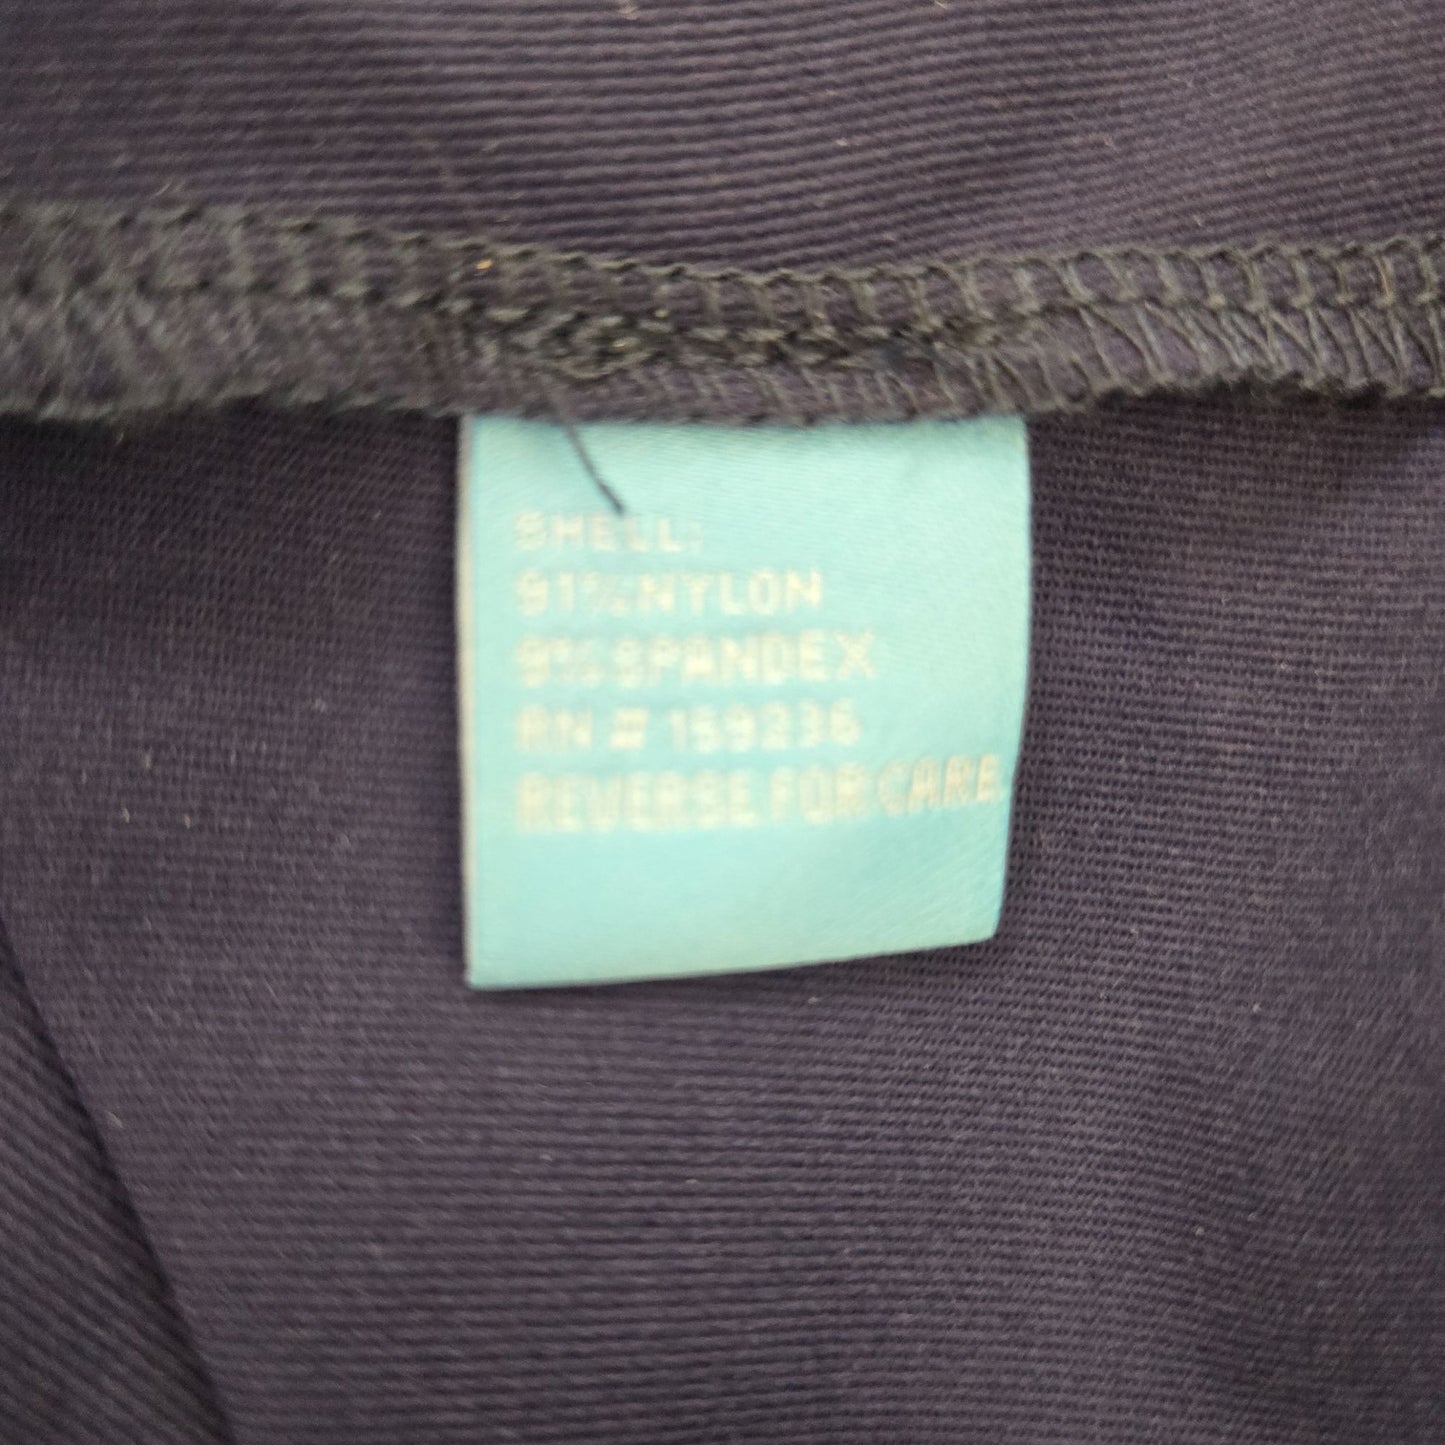 SHELL:
91%NYLON
9%SPANDEX
RN # 159236
REVERSE FOR CARE